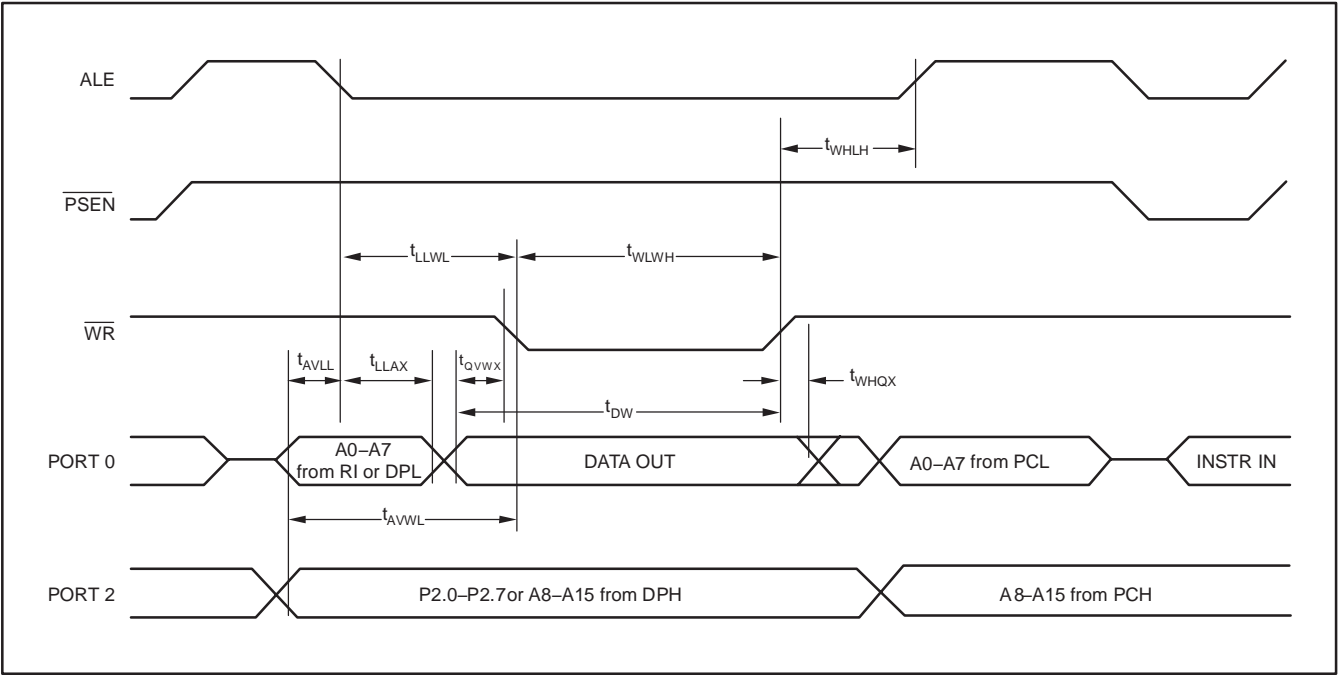 ALE
tWHLH
PSEN
tLLWL
tWLWH
WR
tAVLL
tLLAX
tQVWX
tWHQX
tDW
PORT 0
A0–A7
from RI or DPL
DATA OUT
A0–A7 from PCL
INSTR IN
tAVWL
PORT 2
P2.0–P2.7or A8–A15 from DPH
A8–A15 from PCH